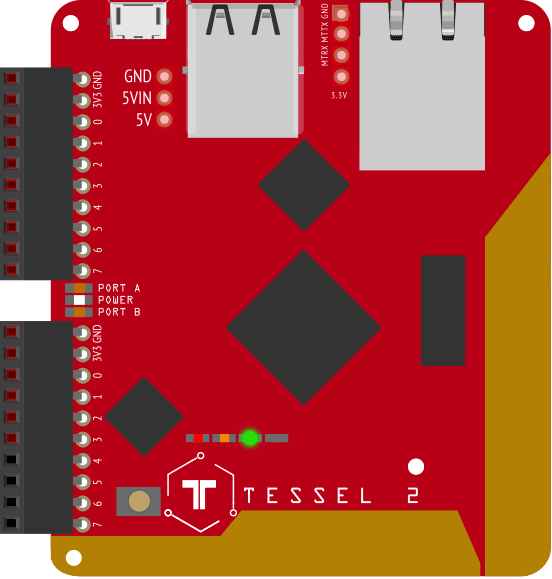 GND MTTX MTRX
GND
5VIN
5V
3.3V
GND
3V3
0
1
2
3
4
5
6
7
PORT A
POWER
PORT B
GND
3V3
0
1
2
3
4
5
6
7
TESSEL 2